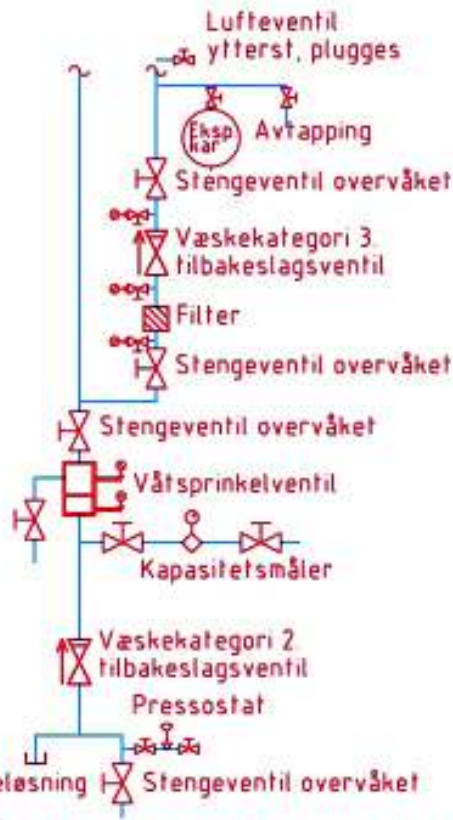 Lufteventil
ytterst, plugges
Eksp
kar
Avtapping
Stengeventil overvåket
Væskekategori 3.
tilbakeslagsventil
Filter
Stengeventil overvåket
Stengeventil overvåket
Våtsprinkelventil
Kapasitetsmåler
Væskekategori 2.
tilbakeslagsventil
Pressostat
eløsning
Stengeventil overvåket